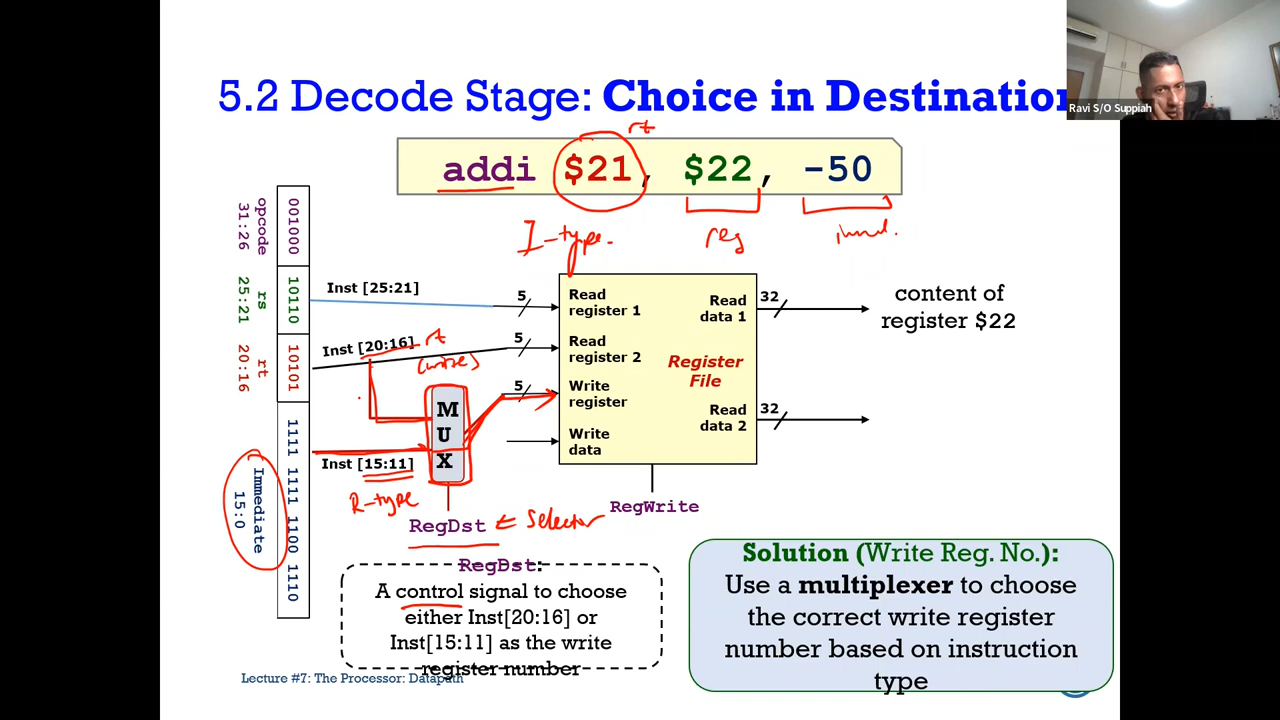 5.2 Decode Stage: Choice in Destination
Ravi S/O Suppiah
rt
addi $21, $22, -50
I-type.
reg
immd.
opcode
31:26
001000
rs
25:21
10110
rt
20:16
10101
Immediate
15:0
1111 1111 1100 1110
Inst [25:21]
Inst [20:16]
rt
Inst [15:11]
R-type
5
5
5
M
U
X
RegDst
← Selector
Read
register 1
Read
register 2
Write
register
Write
data
Read
data 1
Register
File
Read
data 2
32
32
RegWrite
content of
register $22
RegDst:
A control signal to choose
either Inst[20:16] or
Inst[15:11] as the write
register number
Solution (Write Reg. No.):
Use a multiplexer to choose
the correct write register
number based on instruction
type
Lecture #7: The Processor: Datapath